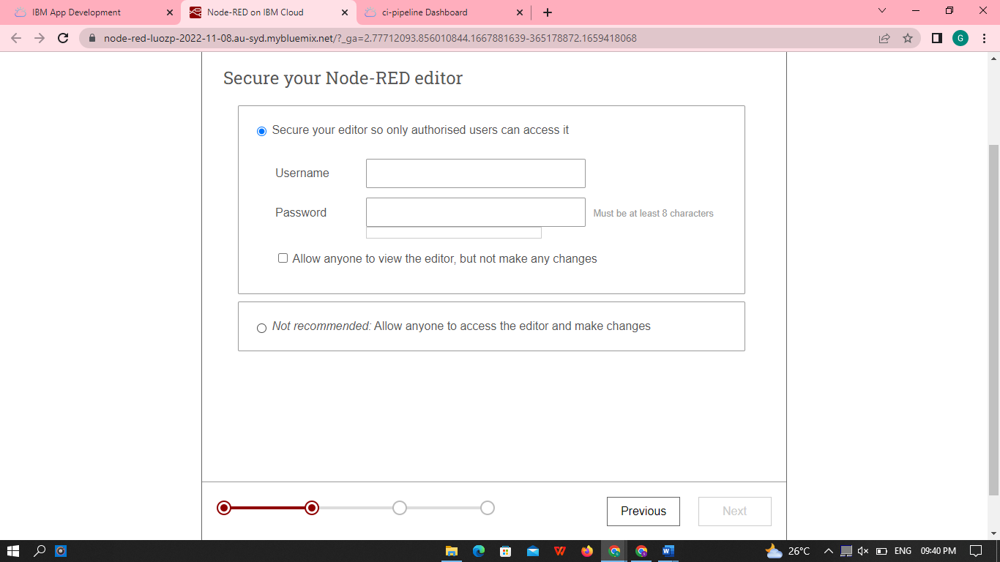 IBM App Development
Node-RED on IBM Cloud
ci-pipeline Dashboard
node-red-luozp-2022-11-08.au-syd.mybluemix.net/?_ga=2.77712093.856010844.1667881639-365178872.1659418068
G
Secure your Node-RED editor
Secure your editor so only authorised users can access it
Username
Password
Must be at least 8 characters
Allow anyone to view the editor, but not make any changes
Not recommended: Allow anyone to access the editor and make changes
Previous
Next
26°C
ENG
09:40 PM